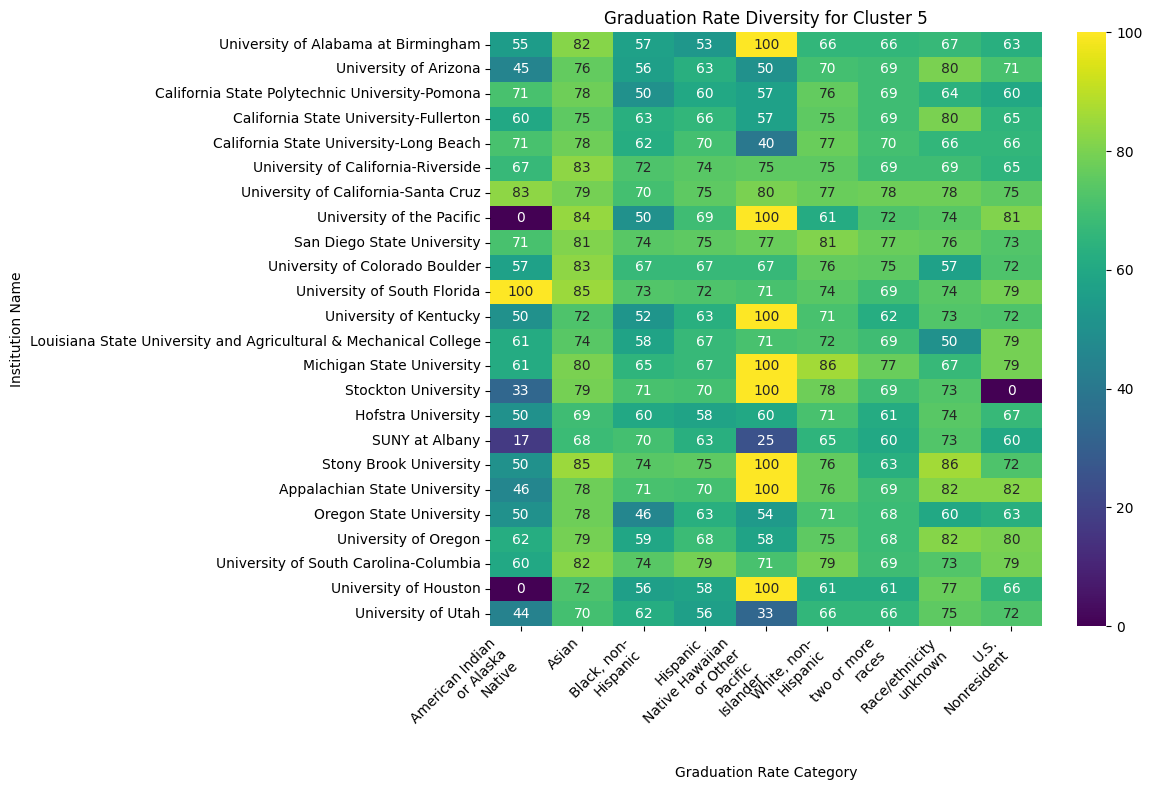 Graduation Rate Diversity for Cluster 5
Institution Name
University of Alabama at Birmingham 55 82 57 53 100 66 66 67 63
University of Arizona 45 76 56 63 50 70 69 80 71
California State Polytechnic University-Pomona 71 78 50 60 57 76 69 64 60
California State University-Fullerton 60 75 63 66 57 75 69 80 65
California State University-Long Beach 71 78 62 70 40 77 70 66 66
University of California-Riverside 67 83 72 74 75 75 69 69 65
University of California-Santa Cruz 83 79 70 75 80 77 78 78 75
University of the Pacific 0 84 50 69 100 61 72 74 81
San Diego State University 71 81 74 75 77 81 77 76 73
University of Colorado Boulder 57 83 67 67 67 76 75 57 72
University of South Florida 100 85 73 72 71 74 69 74 79
University of Kentucky 50 72 52 63 100 71 62 73 72
Louisiana State University and Agricultural & Mechanical College 61 74 58 67 71 72 69 50 79
Michigan State University 61 80 65 67 100 86 77 67 79
Stockton University 33 79 71 70 100 78 69 73 0
Hofstra University 50 69 60 58 60 71 61 74 67
SUNY at Albany 17 68 70 63 25 65 60 73 60
Stony Brook University 50 85 74 75 100 76 63 86 72
Appalachian State University 46 78 71 70 100 76 69 82 82
Oregon State University 50 78 46 63 54 71 68 60 63
University of Oregon 62 79 59 68 58 75 68 82 80
University of South Carolina-Columbia 60 82 74 79 71 79 69 73 79
University of Houston 0 72 56 58 100 61 61 77 66
University of Utah 44 70 62 56 33 66 66 75 72
American Indian
or Alaska
Native
Asian
Black, non-
Hispanic
Hispanic
Native Hawaiian
or Other
Pacific
Islander
White, non-
Hispanic
two or more
races
Race/ethnicity
unknown
U.S.
Nonresident
Graduation Rate Category
100
80
60
40
20
0